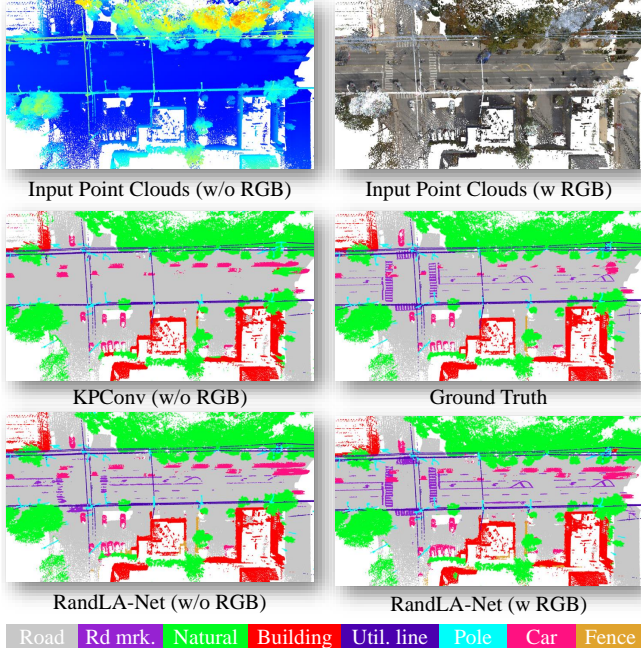 Input Point Clouds (w/o RGB)
Input Point Clouds (w RGB)
KPConv (w/o RGB)
Ground Truth
RandLA-Net (w/o RGB)
RandLA-Net (w RGB)
Road Rd mrk. Natural Building Util. line Pole Car Fence